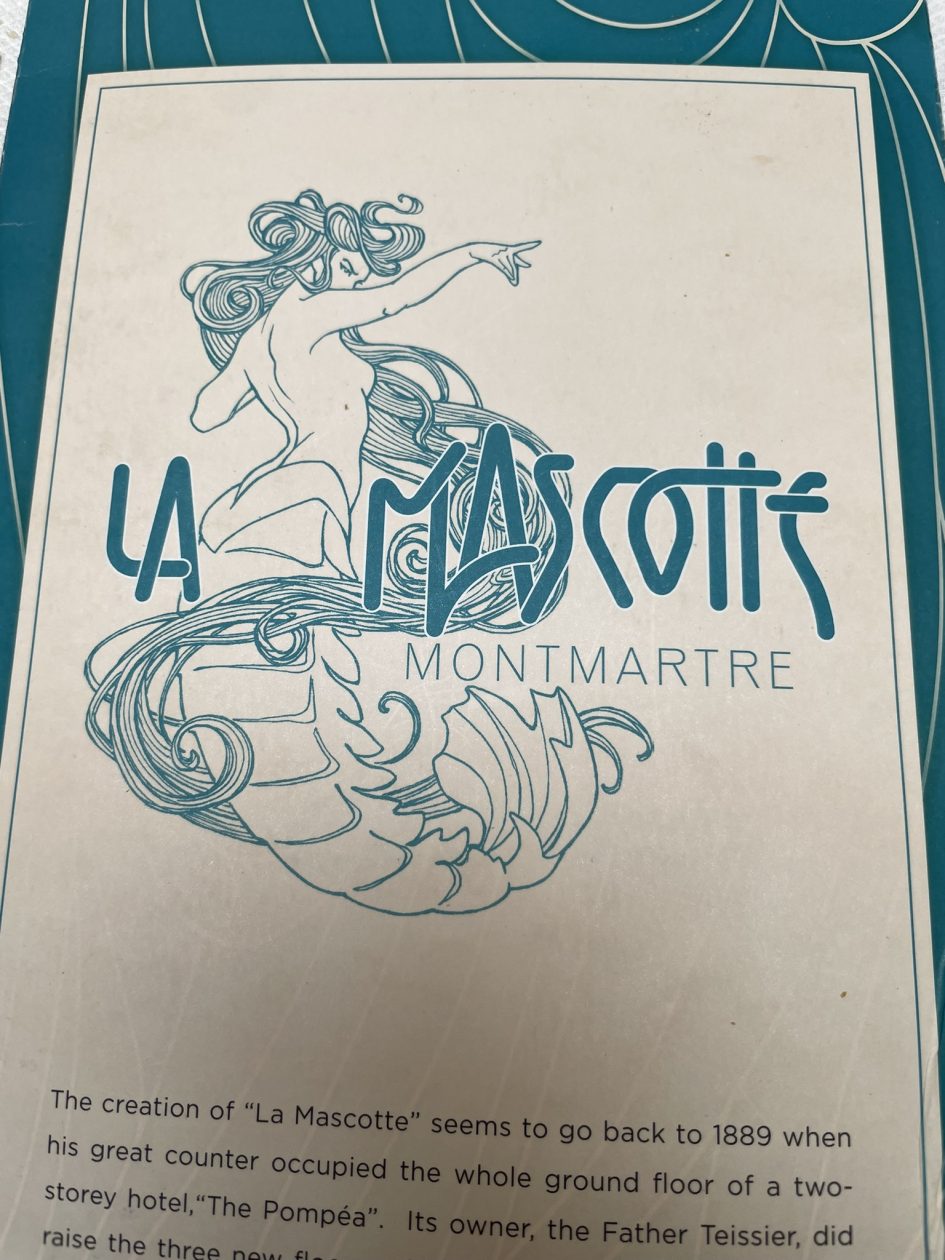 LA MASCOTTE
MONTMARTRE
The creation of “La Mascotte” seems to go back to 1889 when
his great counter occupied the whole ground floor of a two-
storey hotel,“The Pompéa”. Its owner, the Father Teissier, did
raise the three new